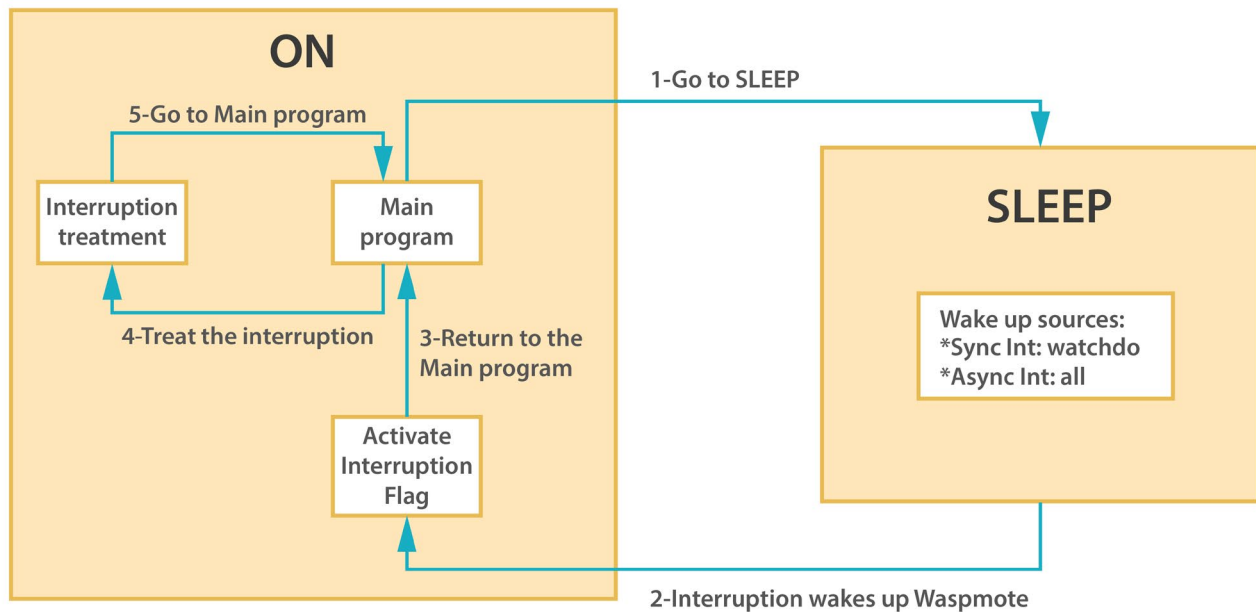 ON
1-Go to SLEEP
5-Go to Main program
Interruption
treatment
Main
program
SLEEP
4-Treat the interruption
3-Return to the
Main program
Wake up sources:
*Sync Int: watchdo
*Async Int: all
Activate
Interruption
Flag
2-Interruption wakes up Waspmote